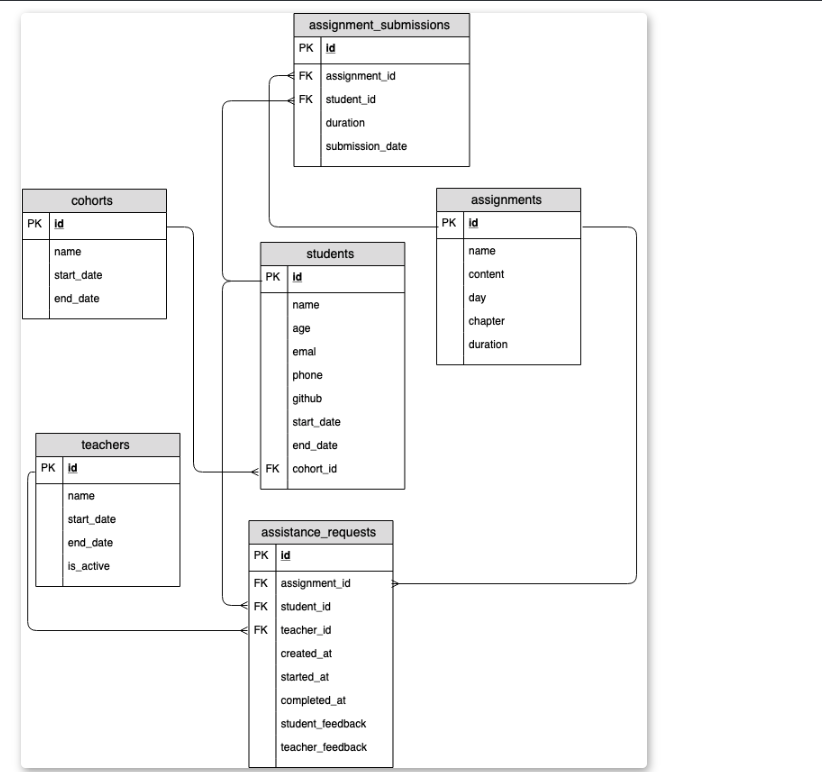 assignment_submissions
PK id
FK assignment_id
FK student_id
duration
submission_date
cohorts
PK id
name
start_date
end_date
assignments
PK id
name
content
day
chapter
duration
students
PK id
name
age
emal
phone
github
start_date
end_date
FK cohort_id
teachers
PK id
name
start_date
end_date
is_active
assistance_requests
PK id
FK assignment_id
FK student_id
FK teacher_id
created_at
started_at
completed_at
student_feedback
teacher_feedback